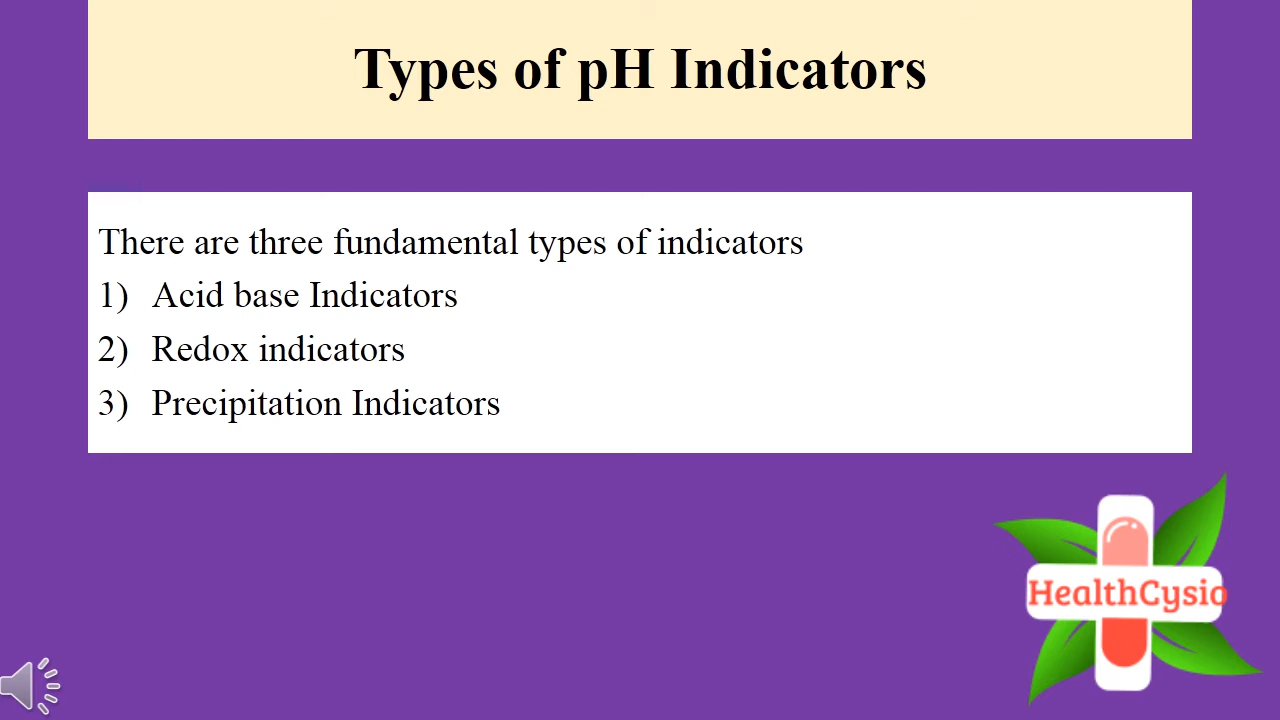 Types of pH Indicators
There are three fundamental types of indicators
1) Acid base Indicators
2) Redox indicators
3) Precipitation Indicators
HealthCysio